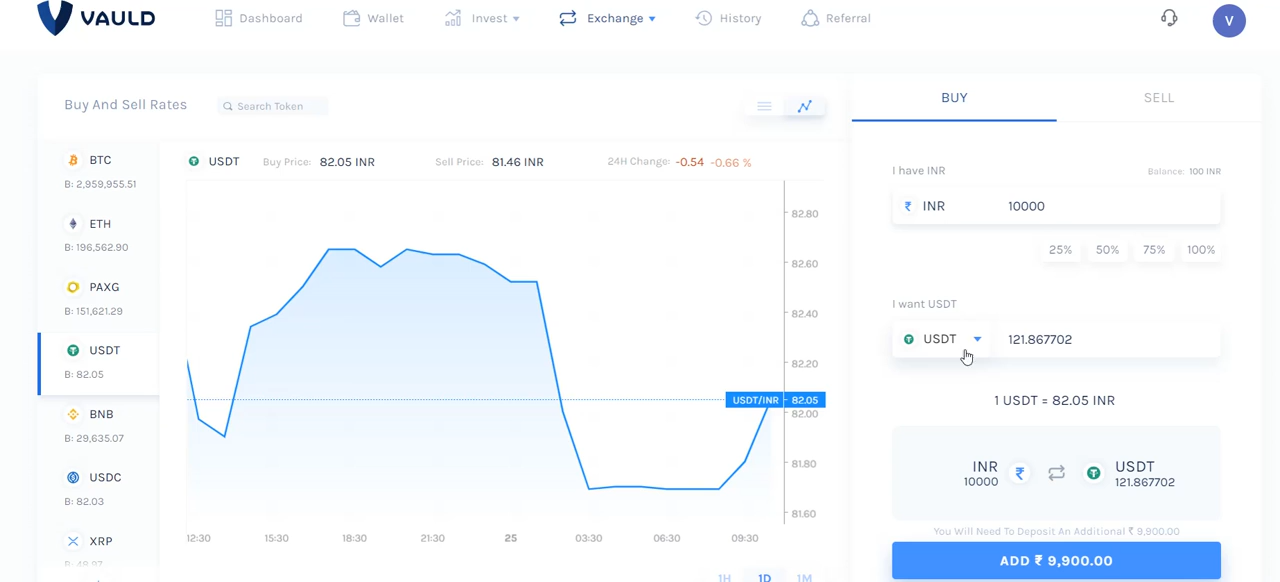 VAULD
Dashboard
Wallet
Invest
Exchange
History
Referral
V
Buy And Sell Rates
Search Token
BTC
B: 2,959,955.51
ETH
B: 196,562.90
PAXG
B: 151,621.29
USDT
B: 82.05
BNB
B: 29,635.07
USDC
B: 82.03
XRP
B: 48.97
USDT Buy Price: 82.05 INR Sell Price: 81.46 INR 24H Change: -0.54 -0.66 %
82.80
82.60
82.40
82.20
USDT/INR 82.05
82.00
81.80
81.60
12:30 15:30 18:30 21:30 25 03:30 06:30 09:30
1H 1D 1M
BUY SELL
I have INR Balance: 100 INR
₹ INR 10000
25% 50% 75% 100%
I want USDT
USDT 121.867702
1 USDT = 82.05 INR
INR ₹ USDT
10000 121.867702
You Will Need To Deposit An Additional ₹ 9,900.00
ADD ₹ 9,900.00